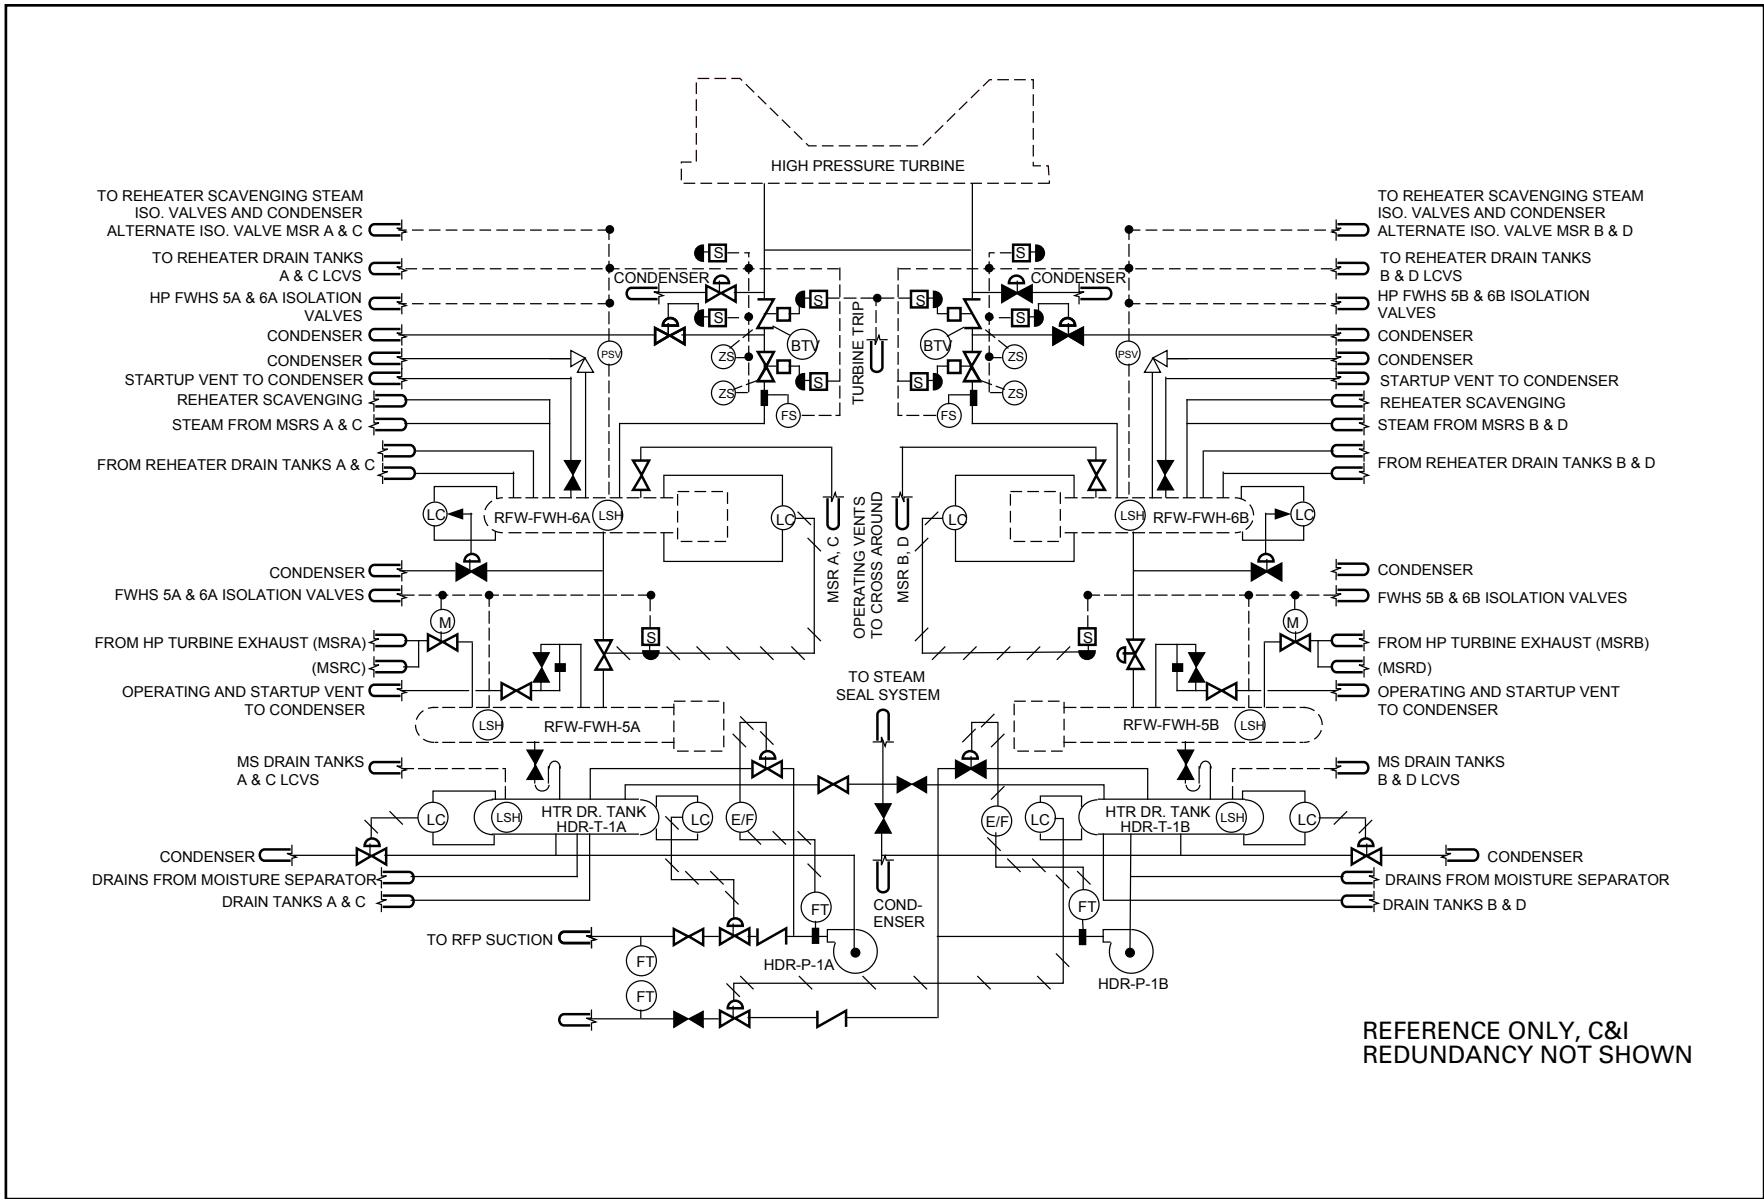 HIGH PRESSURE TURBINE
TO REHEATER SCAVENGING STEAM
ISO. VALVES AND CONDENSER
ALTERNATE ISO. VALVE MSR A & C
TO REHEATER DRAIN TANKS
A & C LCVS
HP FWHS 5A & 6A ISOLATION
VALVES
CONDENSER
CONDENSER
STARTUP VENT TO CONDENSER
REHEATER SCAVENGING
STEAM FROM MSRS A & C
FROM REHEATER DRAIN TANKS A & C
TO REHEATER SCAVENGING STEAM
ISO. VALVES AND CONDENSER
ALTERNATE ISO. VALVE MSR B & D
TO REHEATER DRAIN TANKS
B & D LCVS
HP FWHS 5B & 6B ISOLATION
VALVES
CONDENSER
CONDENSER
STARTUP VENT TO CONDENSER
REHEATER SCAVENGING
STEAM FROM MSRS B & D
FROM REHEATER DRAIN TANKS B & D
S
S
CONDENSER
CONDENSER
S
S
S
S
BTV
BTV
ZS
ZS
ZS
ZS
PSV
PSV
S
S
FS
FS
TURBINE TRIP
LC
RFW-FWH-6A
LSH
LC
MSR A, C
OPERATING VENTS
TO CROSS AROUND
MSR B, D
LC
LSH
RFW-FWH-6B
LC
CONDENSER
FWHS 5A & 6A ISOLATION VALVES
FROM HP TURBINE EXHAUST (MSRA)
(MSRC)
OPERATING AND STARTUP VENT
TO CONDENSER
M
S
S
M
CONDENSER
FWHS 5B & 6B ISOLATION VALVES
FROM HP TURBINE EXHAUST (MSRB)
(MSRD)
OPERATING AND STARTUP VENT
TO CONDENSER
TO STEAM
SEAL SYSTEM
LSH
RFW-FWH-5A
RFW-FWH-5B
LSH
MS DRAIN TANKS
A & C LCVS
MS DRAIN TANKS
B & D LCVS
LC
LSH
HTR DR. TANK
HDR-T-1A
LC
E/F
E/F
LC
HTR DR. TANK
HDR-T-1B
LSH
LC
CONDENSER
DRAINS FROM MOISTURE SEPARATOR
DRAIN TANKS A & C
CONDENSER
DRAINS FROM MOISTURE SEPARATOR
DRAIN TANKS B & D
COND-
ENSER
FT
FT
TO RFP SUCTION
FT
FT
HDR-P-1A
HDR-P-1B
REFERENCE ONLY, C&I
REDUNDANCY NOT SHOWN